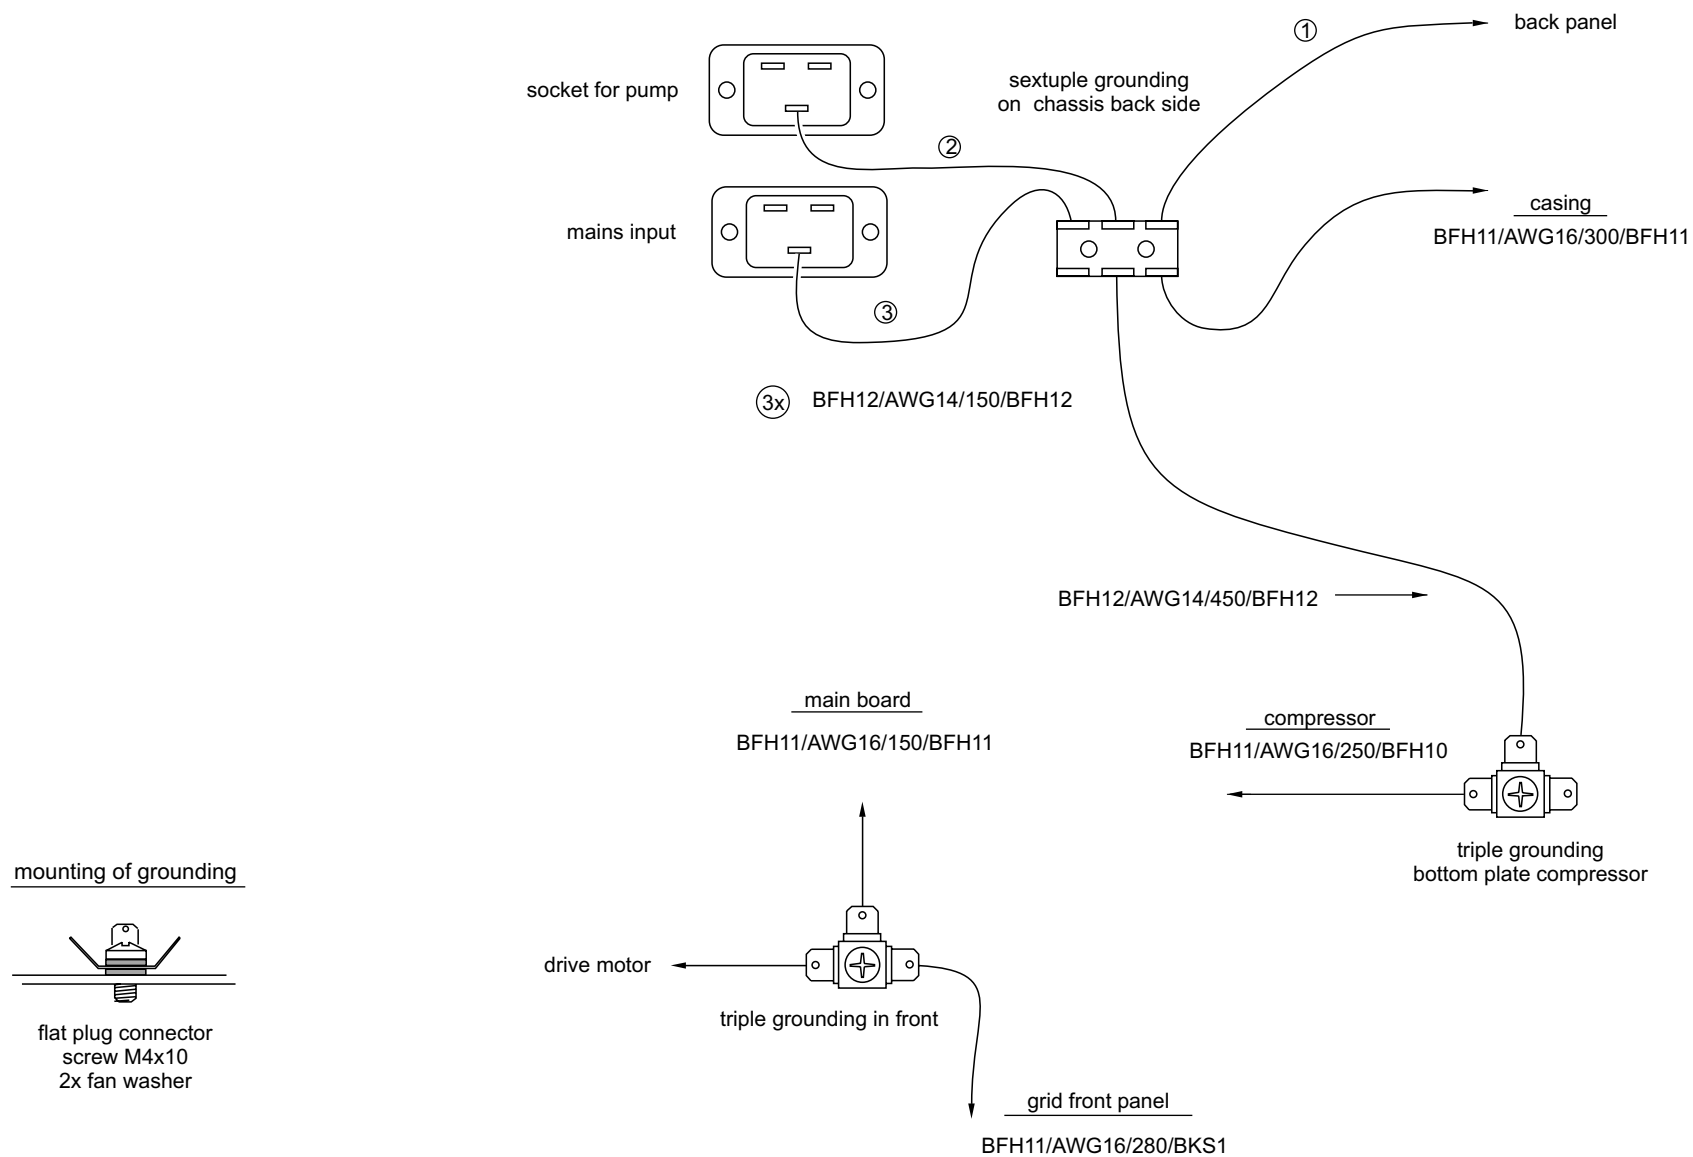 1
back panel
socket for pump
sextuple grounding
on chassis back side
2
casing
BFH11/AWG16/300/BFH11
mains input
3
3x BFH12/AWG14/150/BFH12
BFH12/AWG14/450/BFH12
main board
BFH11/AWG16/150/BFH11
compressor
BFH11/AWG16/250/BFH10
triple grounding
bottom plate compressor
mounting of grounding
flat plug connector
screw M4x10
2x fan washer
drive motor
triple grounding in front
grid front panel
BFH11/AWG16/280/BKS1